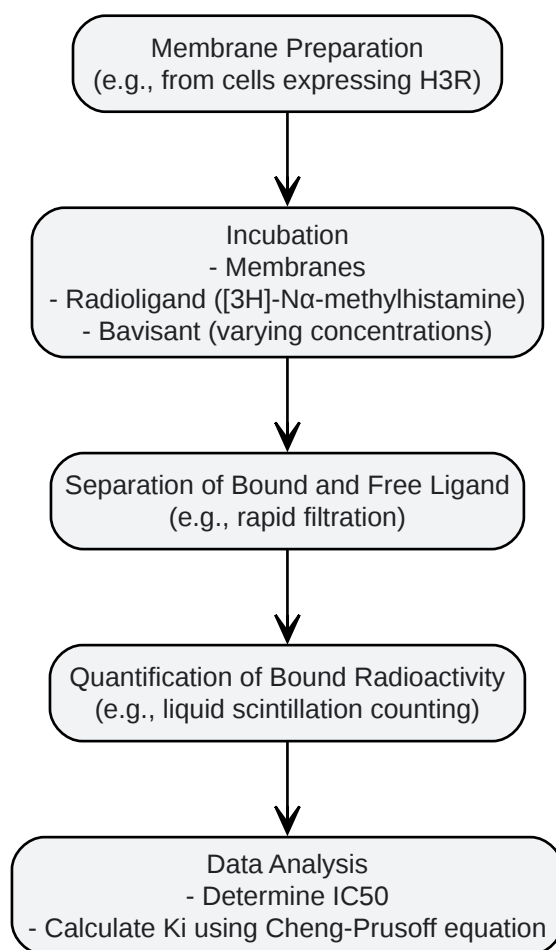 Membrane Preparation
(e.g., from cells expressing H3R)
Incubation
- Membranes
- Radioligand ([3H]-Nα-methylhistamine)
- Bavisant (varying concentrations)
Separation of Bound and Free Ligand
(e.g., rapid filtration)
Quantification of Bound Radioactivity
(e.g., liquid scintillation counting)
Data Analysis
- Determine IC50
- Calculate Ki using Cheng-Prusoff equation